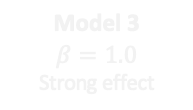 Model 3
β = 1.0
Strong effect